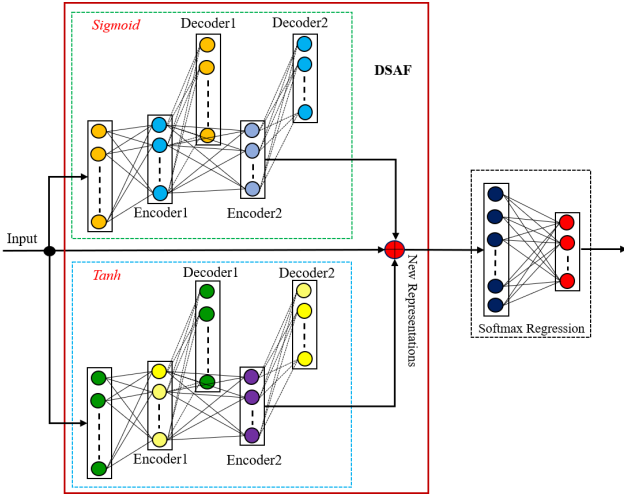 Decoder1
Decoder2
Sigmoid
DSAF
Encoder1
Encoder2
Input
New Representations
Softmax Regression
Tanh
Decoder1
Decoder2
Encoder1
Encoder2